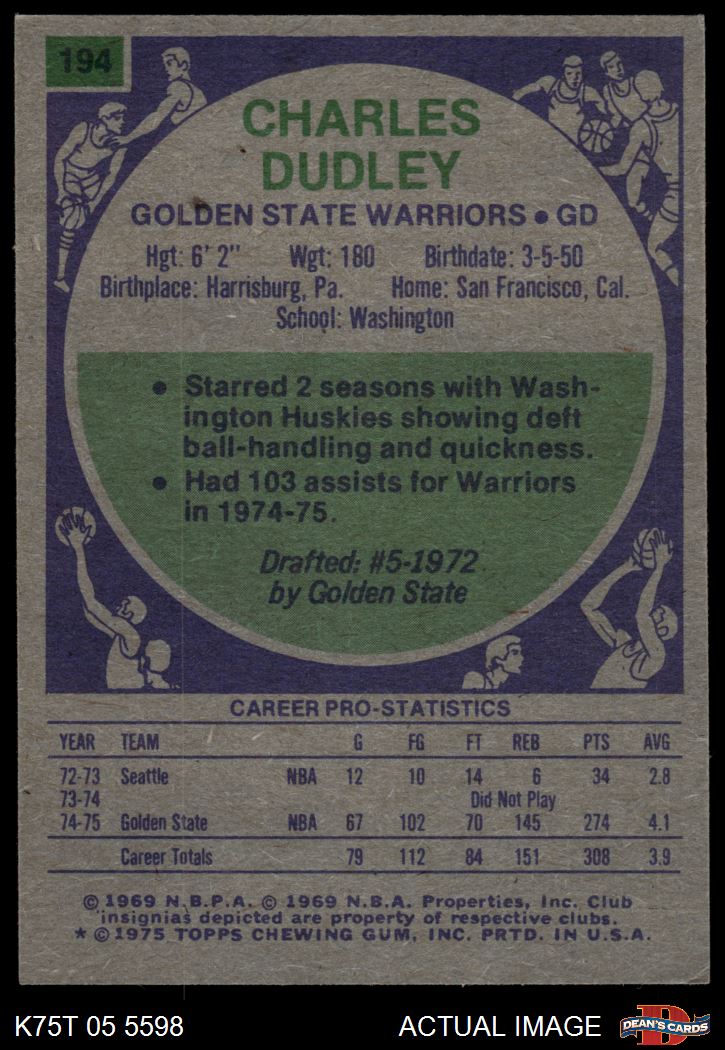 194
CHARLES
DUDLEY
GOLDEN STATE WARRIORS • GD
Hgt: 6' 2" Wgt: 180 Birthdate: 3-5-50
Birthplace: Harrisburg, Pa. Home: San Francisco, Cal.
School: Washington
• Starred 2 seasons with Wash-
ington Huskies showing deft
ball-handling and quickness.
• Had 103 assists for Warriors
in 1974-75.
Drafted: #5-1972
by Golden State
CAREER PRO-STATISTICS
YEAR TEAM G FG FT REB PTS AVG
72-73 Seattle NBA 12 10 14 6 34 2.8
73-74 Did Not Play
74-75 Golden State NBA 67 102 70 145 274 4.1
Career Totals 79 112 84 151 308 3.9
© 1969 N.B.P.A. © 1969 N.B.A. Properties, Inc. Club
insignias depicted are property of respective clubs.
* © 1975 TOPPS CHEWING GUM, INC. PRTD. IN U.S.A.
K75T 05 5598 ACTUAL IMAGE
D
DEAN'S CARDS